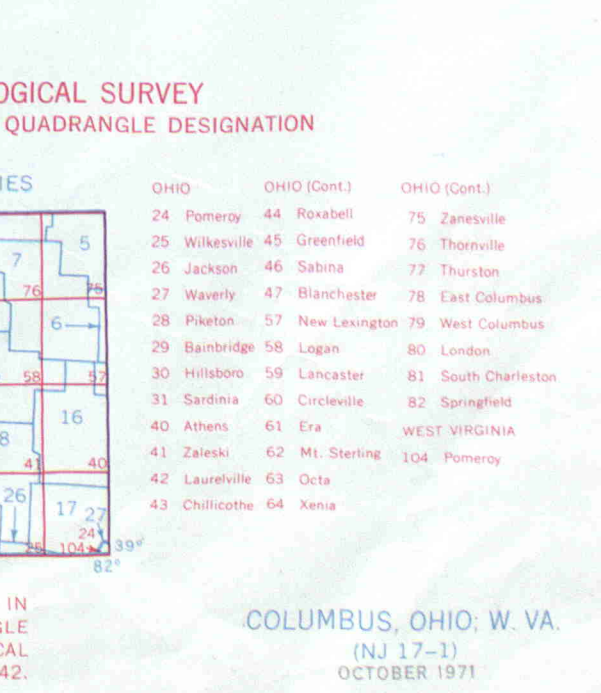 OGICAL SURVEY
QUADRANGLE DESIGNATION
IES
5
7
76
75
6
58
57
16
8
41
40
26
17
27
24
25
104
39°
82°
OHIO
24 Pomeroy
25 Wilkesville
26 Jackson
27 Waverly
28 Piketon
29 Bainbridge
30 Hillsboro
31 Sardinia
40 Athens
41 Zaleski
42 Laurelville
43 Chillicothe
OHIO (Cont.)
44 Roxabell
45 Greenfield
46 Sabina
47 Blanchester
57 New Lexington
58 Logan
59 Lancaster
60 Circleville
61 Era
62 Mt. Sterling
63 Octa
64 Xenia
OHIO (Cont.)
75 Zanesville
76 Thornville
77 Thurston
78 East Columbus
79 West Columbus
80 London
81 South Charleston
82 Springfield
WEST VIRGINIA
104 Pomeroy
IN
GLE
CAL
42.
COLUMBUS, OHIO; W. VA.
(NJ 17-1)
OCTOBER 1971